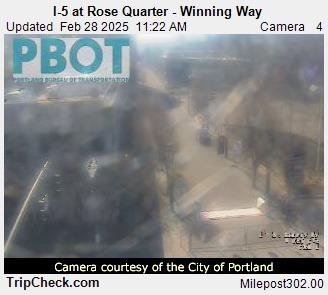 I-5 at Rose Quarter - Winning Way
Updated Feb 28 2025 11:22 AM Camera 4
PBOT
PORTLAND BUREAU OF TRANSPORTATION
Camera courtesy of the City of Portland
TripCheck.com Milepost302.00